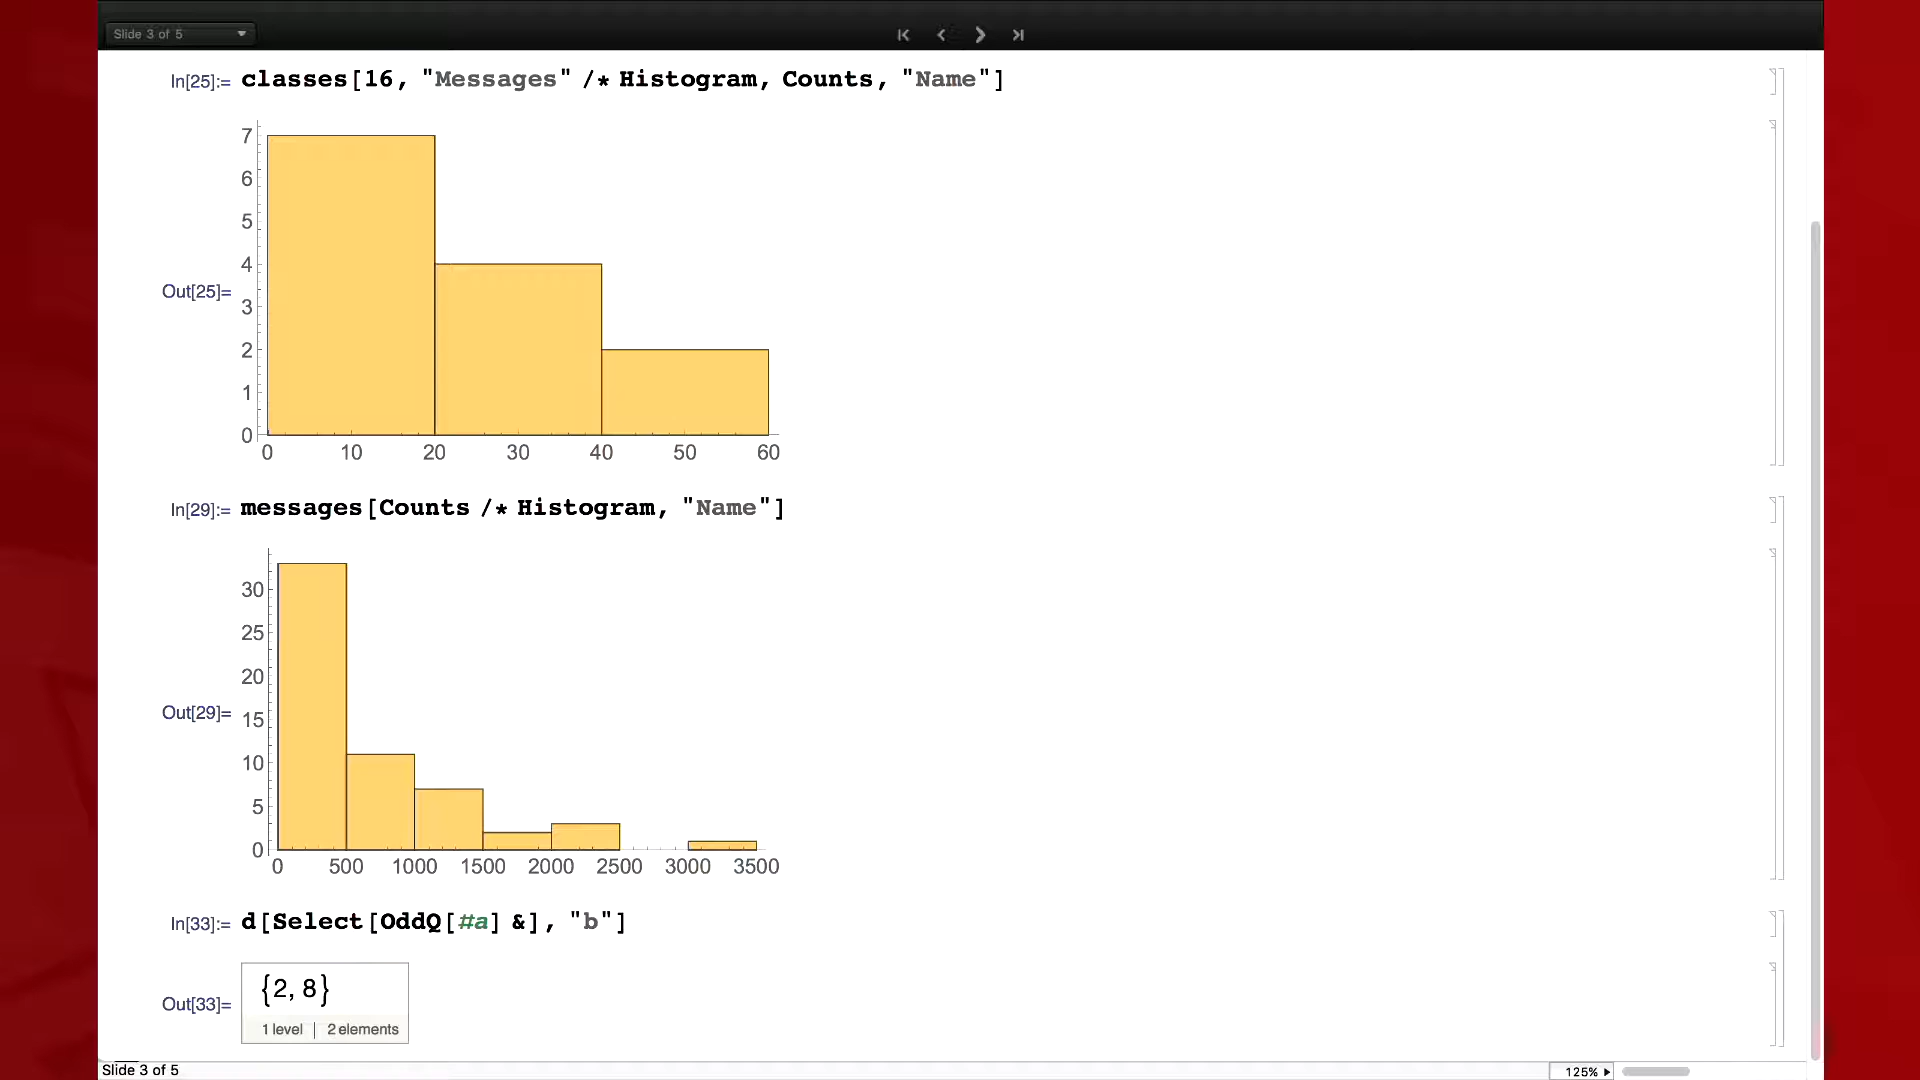 Slide 3 of 5
In[25]:= classes[16, "Messages" /* Histogram, Counts, "Name"]
7
6
5
4
3
2
1
0
Out[25]=
0 10 20 30 40 50 60
In[29]:= messages[Counts /* Histogram, "Name"]
30
25
20
15
10
5
0
Out[29]=
0 500 1000 1500 2000 2500 3000 3500
In[33]:= d[Select[OddQ[#a] &], "b"]
Out[33]= {2, 8}
1 level | 2 elements
Slide 3 of 5
125%